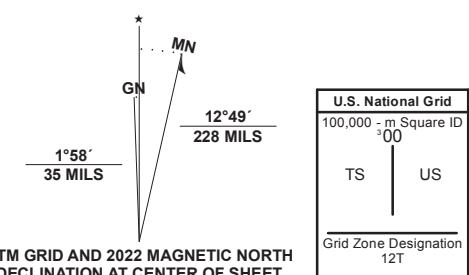 ★
MN
GN
12°49´
228 MILS
1°58´
35 MILS
TM GRID AND 2022 MAGNETIC NORTH
DECLINATION AT CENTER OF SHEET
U.S. National Grid
100,000 - m Square ID
³00
TS US
Grid Zone Designation
12T